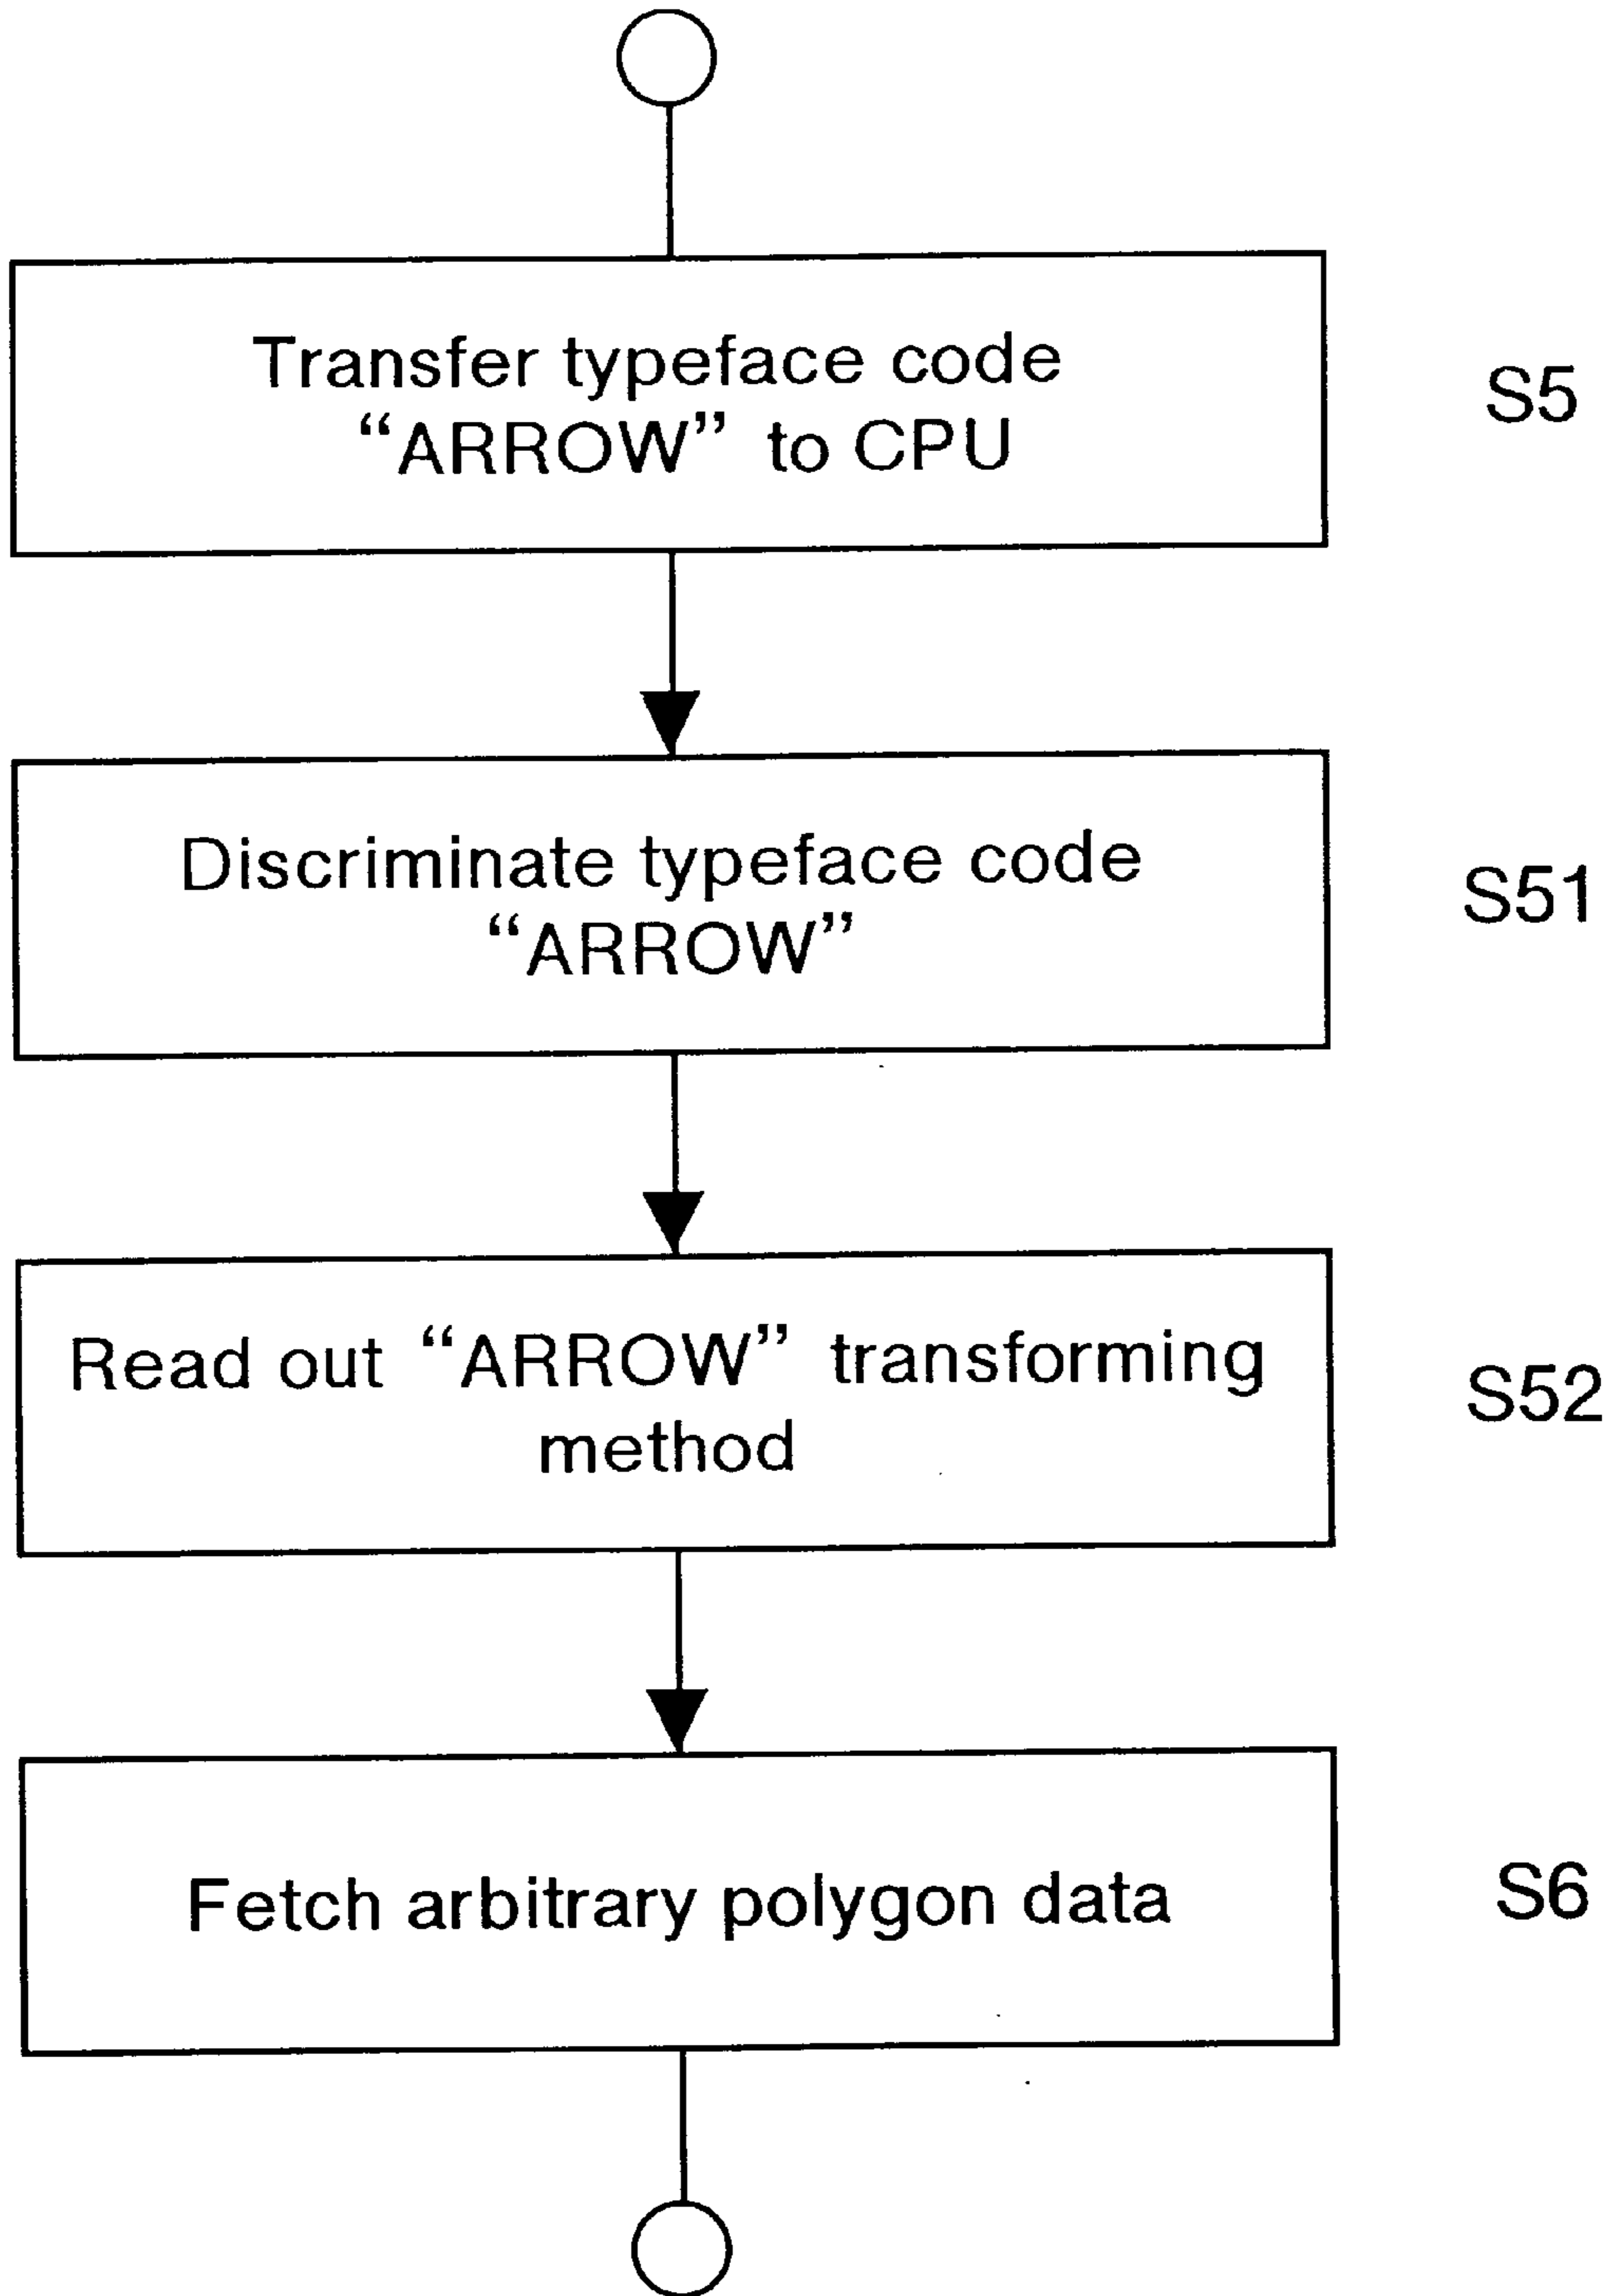 Transfer typeface code
“ARROW” to CPU
S5
Discriminate typeface code
“ARROW”
S51
Read out “ARROW” transforming
method
S52
Fetch arbitrary polygon data
S6